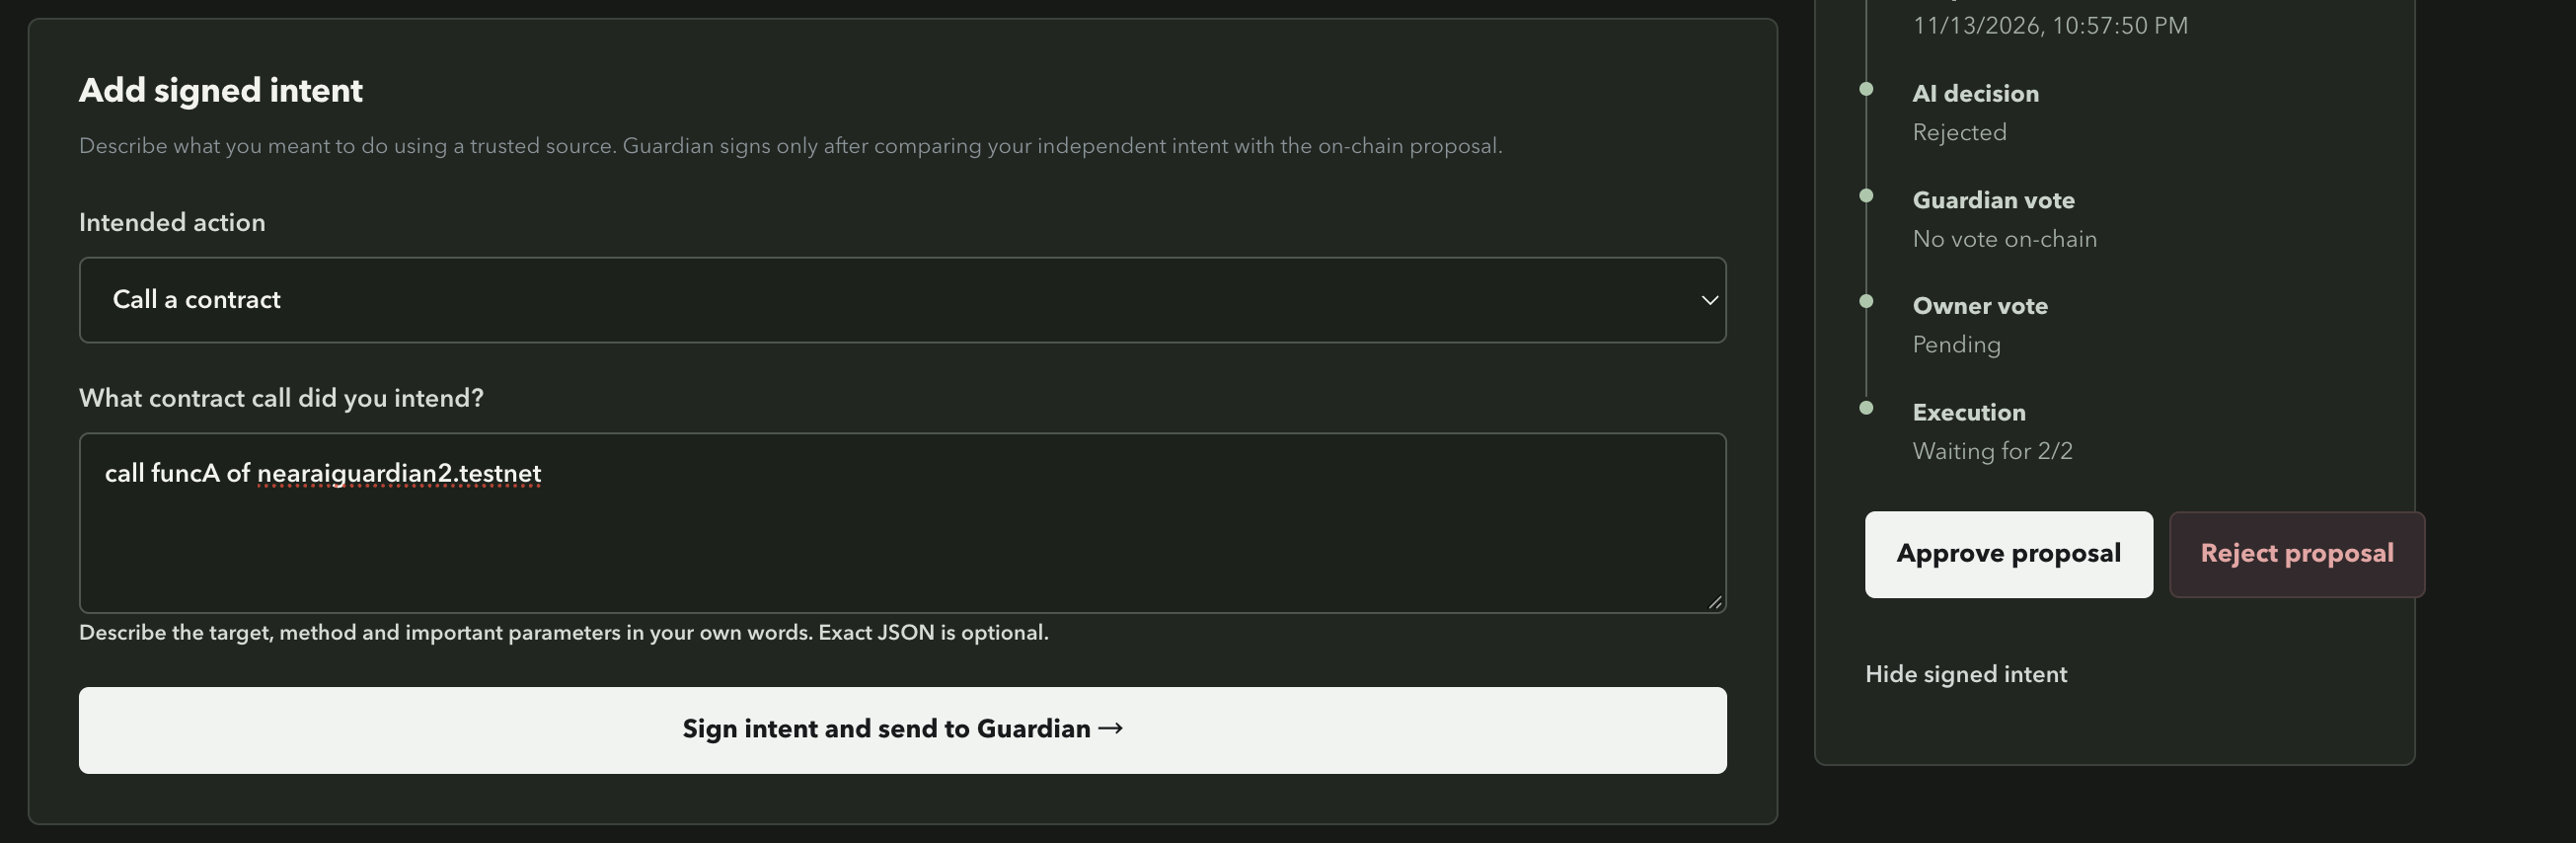 Add signed intent
Describe what you meant to do using a trusted source. Guardian signs only after comparing your independent intent with the on-chain proposal.
Intended action
Call a contract
What contract call did you intend?
call funcA of nearaiguardian2.testnet
Describe the target, method and important parameters in your own words. Exact JSON is optional.
Sign intent and send to Guardian →
11/13/2026, 10:57:50 PM
AI decision
Rejected
Guardian vote
No vote on-chain
Owner vote
Pending
Execution
Waiting for 2/2
Approve proposal
Reject proposal
Hide signed intent